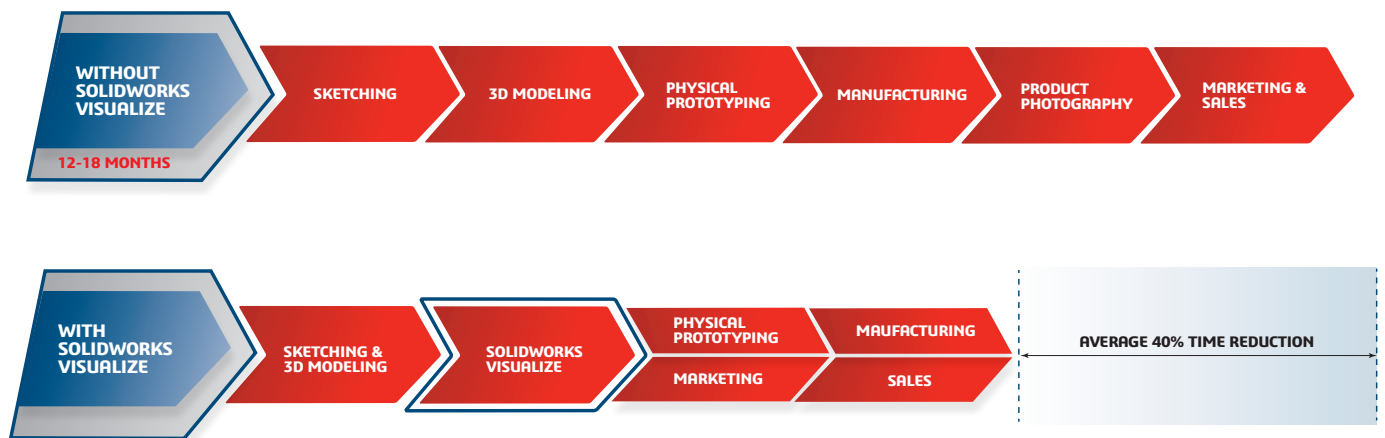 WITHOUT
SOLIDWORKS
VISUALIZE
12-18 MONTHS
SKETCHING
3D MODELING
PHYSICAL
PROTOTYPING
MANUFACTURING
PRODUCT
PHOTOGRAPHY
MARKETING &
SALES
WITH
SOLIDWORKS
VISUALIZE
SKETCHING &
3D MODELING
SOLIDWORKS
VISUALIZE
PHYSICAL
PROTOTYPING
MAUFACTURING
MARKETING
SALES
AVERAGE 40% TIME REDUCTION